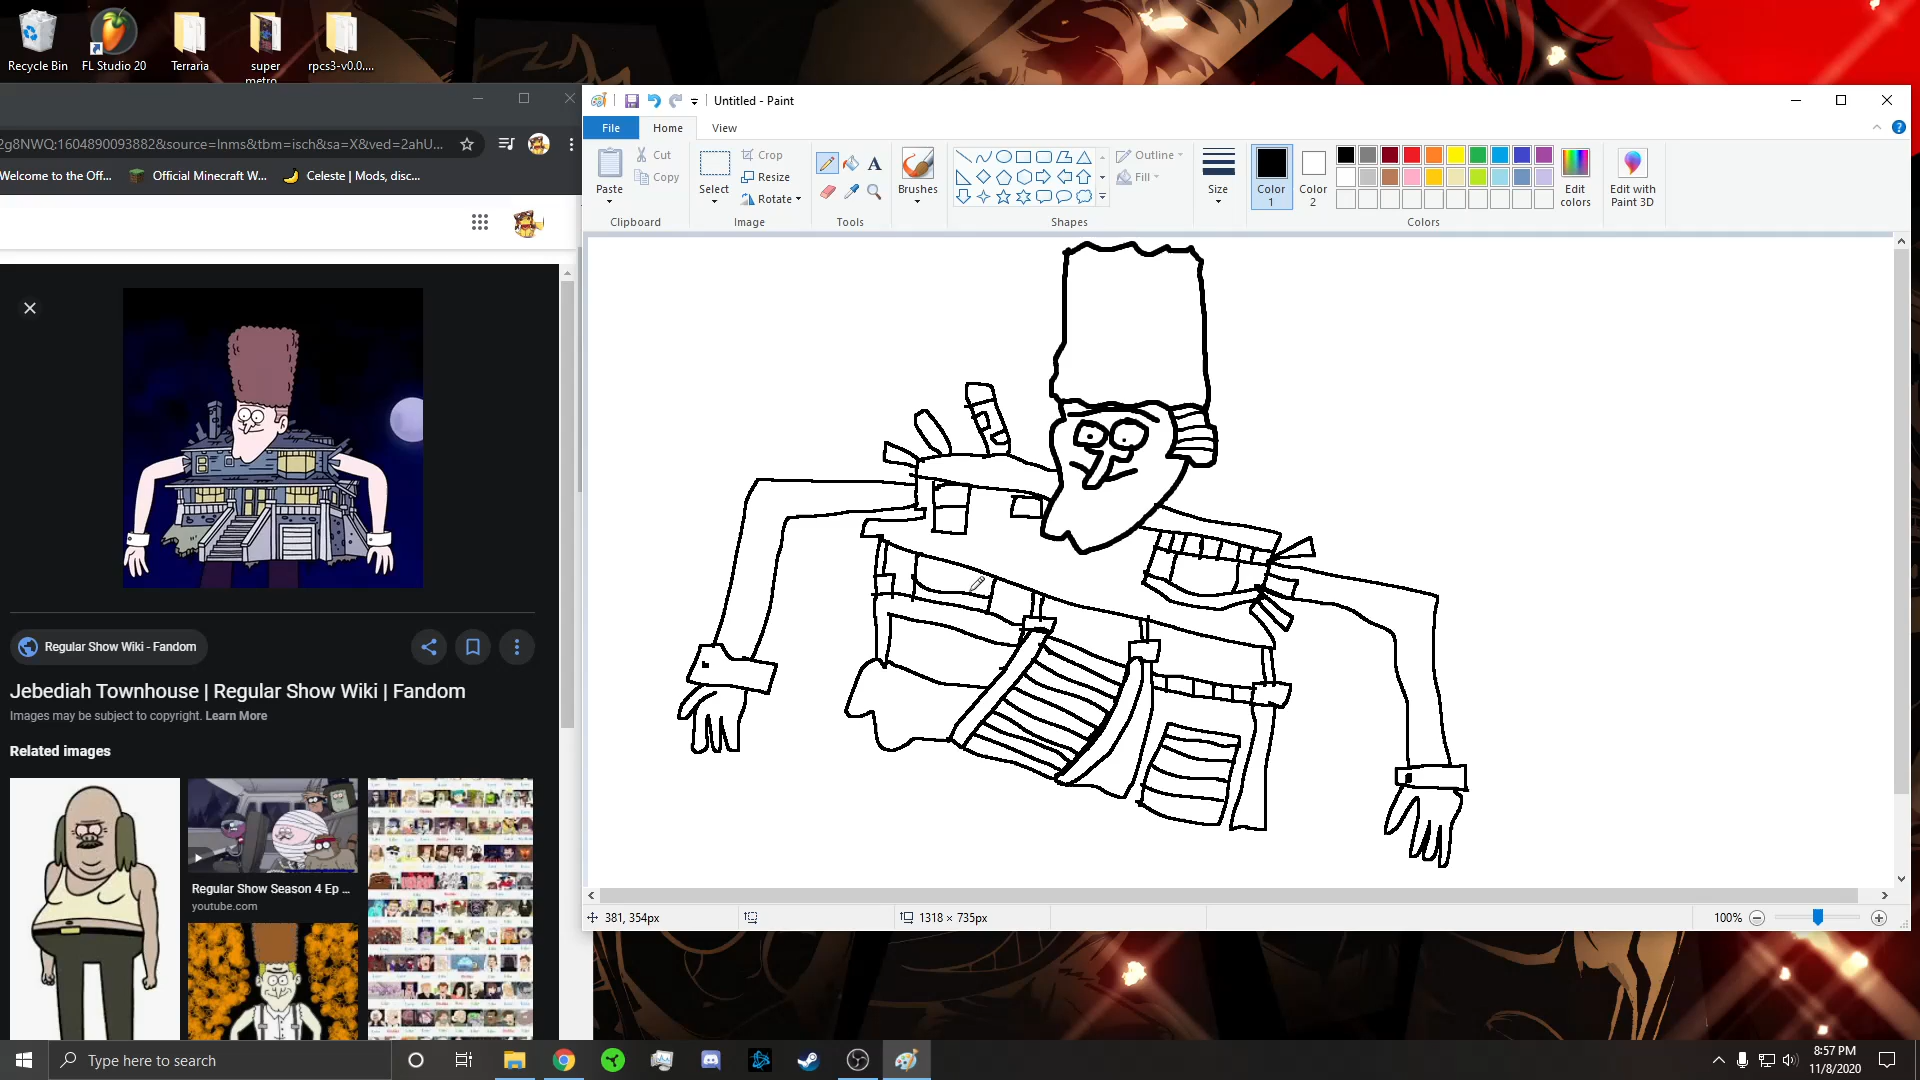 Recycle Bin
FL Studio 20
Terraria
super
metro
rpcs3-v0.0....
2g8NWQ:1604890093882&source=lnms&tbm=isch&sa=X&ved=2ahU...
Welcome to the Off...
Official Minecraft W...
Celeste | Mods, disc...
Regular Show Wiki - Fandom
Jebediah Townhouse | Regular Show Wiki | Fandom
Images may be subject to copyright. Learn More
Related images
Regular Show Season 4 Ep ...
youtube.com
Untitled - Paint
File
Home
View
Paste
Cut
Copy
Clipboard
Select
Crop
Resize
Rotate
Image
A
Tools
Brushes
Outline
Fill
Shapes
Size
Color
1
Color
2
Edit
colors
Colors
Edit with
Paint 3D
381, 354px
1318 × 735px
100%
Type here to search
8:57 PM
11/8/2020